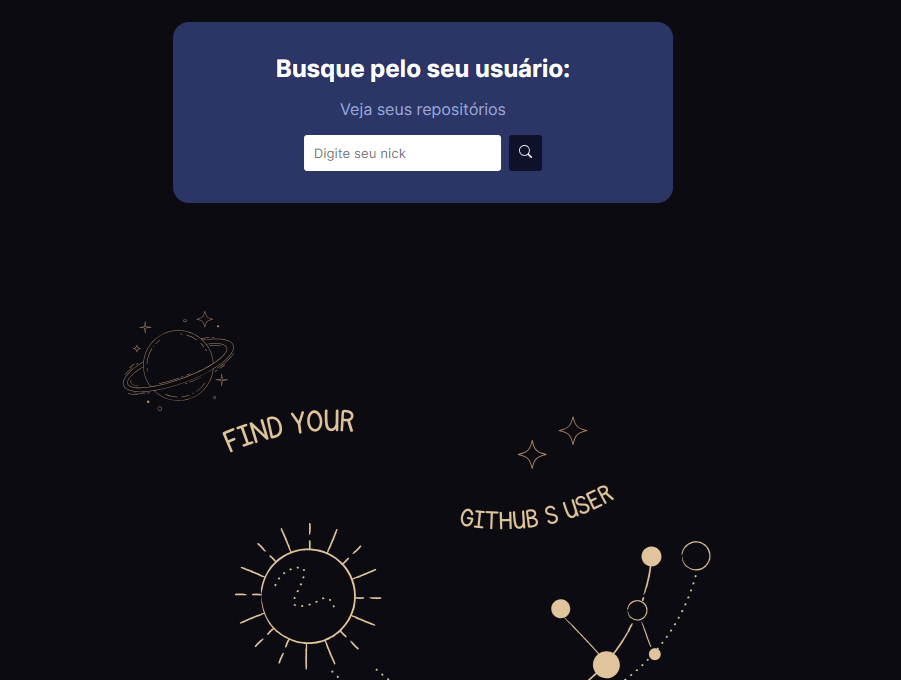 Busque pelo seu usuário:
Veja seus repositórios
Digite seu nick
FIND YOUR
GITHUB S USER